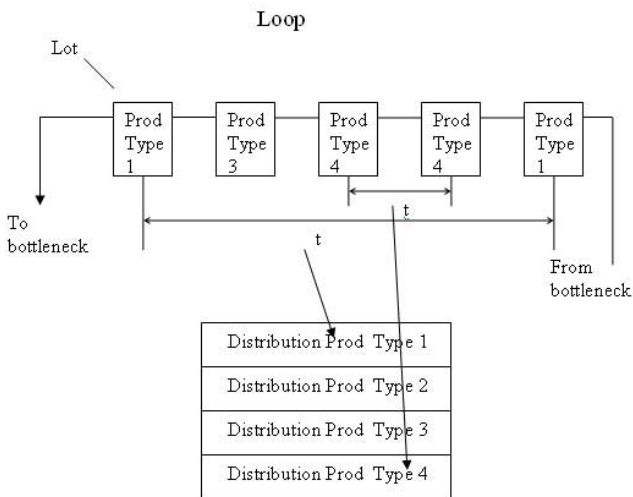 Loop
Lot
Prod
Type
1
Prod
Type
3
Prod
Type
4
Prod
Type
4
Prod
Type
1
To
bottleneck
t
t
From
bottleneck
Distribution Prod Type 1
Distribution Prod Type 2
Distribution Prod Type 3
Distribution Prod Type 4